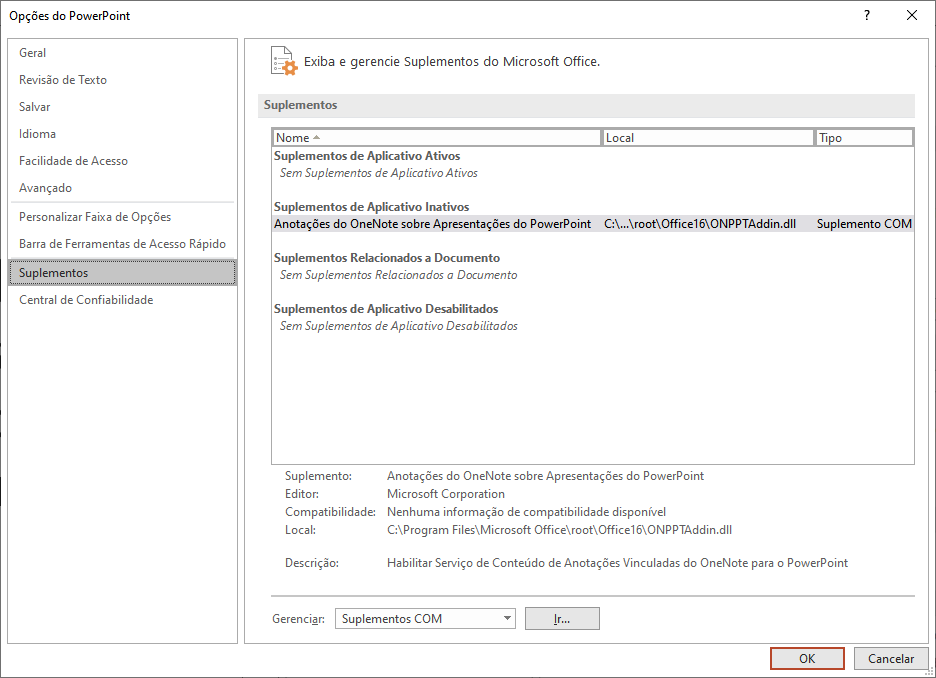 Opções do PowerPoint
?
Geral
Revisão de Texto
Salvar
Idioma
Facilidade de Acesso
Avançado
Personalizar Faixa de Opções
Barra de Ferramentas de Acesso Rápido
Suplementos
Central de Confiabilidade
Exiba e gerencie Suplementos do Microsoft Office.
Suplementos
Nome Local Tipo
Suplementos de Aplicativo Ativos
Sem Suplementos de Aplicativo Ativos
Suplementos de Aplicativo Inativos
Anotações do OneNote sobre Apresentações do PowerPoint C:\...\root\Office16\ONPPTAddin.dll Suplemento COM
Suplementos Relacionados a Documento
Sem Suplementos Relacionados a Documento
Suplementos de Aplicativo Desabilitados
Sem Suplementos de Aplicativo Desabilitados
Suplemento: Anotações do OneNote sobre Apresentações do PowerPoint
Editor: Microsoft Corporation
Compatibilidade: Nenhuma informação de compatibilidade disponível
Local: C:\Program Files\Microsoft Office\root\Office16\ONPPTAddin.dll
Descrição: Habilitar Serviço de Conteúdo de Anotações Vinculadas do OneNote para o PowerPoint
Gerenciar: Suplementos COM Ir...
OK Cancelar